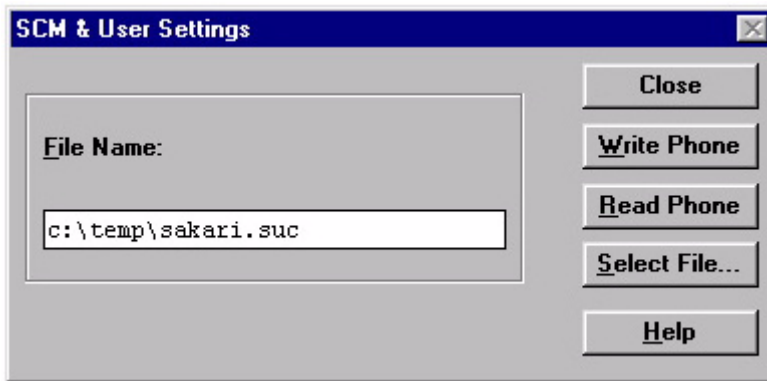 SCM & User Settings
File Name:
c:\temp\sakari.suc
Close
Write Phone
Read Phone
Select File...
Help